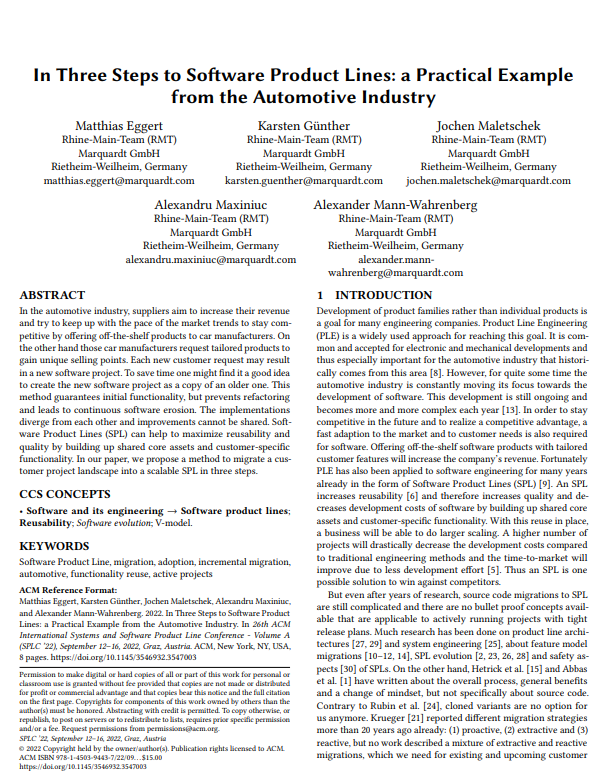 In Three Steps to Software Product Lines: a Practical Example
from the Automotive Industry
Matthias Eggert
Rhine-Main-Team (RMT)
Marquardt GmbH
Rietheim-Weilheim, Germany
matthias.eggert@marquardt.com
Karsten Günther
Rhine-Main-Team (RMT)
Marquardt GmbH
Rietheim-Weilheim, Germany
karsten.guenther@marquardt.com
Jochen Maletschek
Rhine-Main-Team (RMT)
Marquardt GmbH
Rietheim-Weilheim, Germany
jochen.maletschek@marquardt.com
Alexandru Maxiniuc
Rhine-Main-Team (RMT)
Marquardt GmbH
Rietheim-Weilheim, Germany
alexandru.maxiniuc@marquardt.com
Alexander Mann-Wahrenberg
Rhine-Main-Team (RMT)
Marquardt GmbH
Rietheim-Weilheim, Germany
alexander.mann-
wahrenberg@marquardt.com
ABSTRACT
In the automotive industry, suppliers aim to increase their revenue
and try to keep up with the pace of the market trends to stay com-
petitive by offering off-the-shelf products to car manufacturers. On
the other hand those car manufacturers request tailored products to
gain unique selling points. Each new customer request may result
in a new software project. To save time one might find it a good idea
to create the new software project as a copy of an older one. This
method guarantees initial functionality, but prevents refactoring
and leads to continuous software erosion. The implementations
diverge from each other and improvements cannot be shared. Soft-
ware Product Lines (SPL) can help to maximize reusability and
quality by building up shared core assets and customer-specific
functionality. In our paper, we propose a method to migrate a cus-
tomer project landscape into a scalable SPL in three steps.
CCS CONCEPTS
• Software and its engineering → Software product lines;
Reusability; Software evolution; V-model.
KEYWORDS
Software Product Line, migration, adoption, incremental migration,
automotive, functionality reuse, active projects
ACM Reference Format:
Matthias Eggert, Karsten Günther, Jochen Maletschek, Alexandru Maxiniuc,
and Alexander Mann-Wahrenberg. 2022. In Three Steps to Software Product
Lines: a Practical Example from the Automotive Industry. In 26th ACM
International Systems and Software Product Line Conference - Volume A
(SPLC '22), September 12–16, 2022, Graz, Austria. ACM, New York, NY, USA,
8 pages. https://doi.org/10.1145/3546932.3547003
Permission to make digital or hard copies of all or part of this work for personal or
classroom use is granted without fee provided that copies are not made or distributed
for profit or commercial advantage and that copies bear this notice and the full citation
on the first page. Copyrights for components of this work owned by others than the
author(s) must be honored. Abstracting with credit is permitted. To copy otherwise, or
republish, to post on servers or to redistribute to lists, requires prior specific permission
and/or a fee. Request permissions from permissions@acm.org.
SPLC '22, September 12–16, 2022, Graz, Austria
© 2022 Copyright held by the owner/author(s). Publication rights licensed to ACM.
ACM ISBN 978-1-4503-9443-7/22/09...$15.00
https://doi.org/10.1145/3546932.3547003
1 INTRODUCTION
Development of product families rather than individual products is
a goal for many engineering companies. Product Line Engineering
(PLE) is a widely used approach for reaching this goal. It is com-
mon and accepted for electronic and mechanical developments and
thus especially important for the automotive industry that histori-
cally comes from this area [8]. However, for quite some time the
automotive industry is constantly moving its focus towards the
development of software. This development is still ongoing and
becomes more and more complex each year [13]. In order to stay
competitive in the future and to realize a competitive advantage, a
fast adaption to the market and to customer needs is also required
for software. Offering off-the-shelf software products with tailored
customer features will increase the company's revenue. Fortunately
PLE has also been applied to software engineering for many years
already in the form of Software Product Lines (SPL) [9]. An SPL
increases reusability [6] and therefore increases quality and de-
creases development costs of software by building up shared core
assets and customer-specific functionality. With this reuse in place,
a business will be able to do larger scaling. A higher number of
projects will drastically decrease the development costs compared
to traditional engineering methods and the time-to-market will
improve due to less development effort [5]. Thus an SPL is one
possible solution to win against competitors.
But even after years of research, source code migrations to SPL
are still complicated and there are no bullet proof concepts avail-
able that are applicable to actively running projects with tight
release plans. Much research has been done on product line archi-
tectures [27, 29] and system engineering [25], about feature model
migrations [10–12, 14], SPL evolution [2, 23, 26, 28] and safety as-
pects [30] of SPLs. On the other hand, Hetrick et al. [15] and Abbas
et al. [1] have written about the overall process, general benefits
and a change of mindset, but not specifically about source code.
Contrary to Rubin et al. [24], cloned variants are no option for
us anymore. Krueger [21] reported different migration strategies
more than 20 years ago already: (1) proactive, (2) extractive and (3)
reactive, but no work described a mixture of extractive and reactive
migrations, which we need for existing and upcoming customer